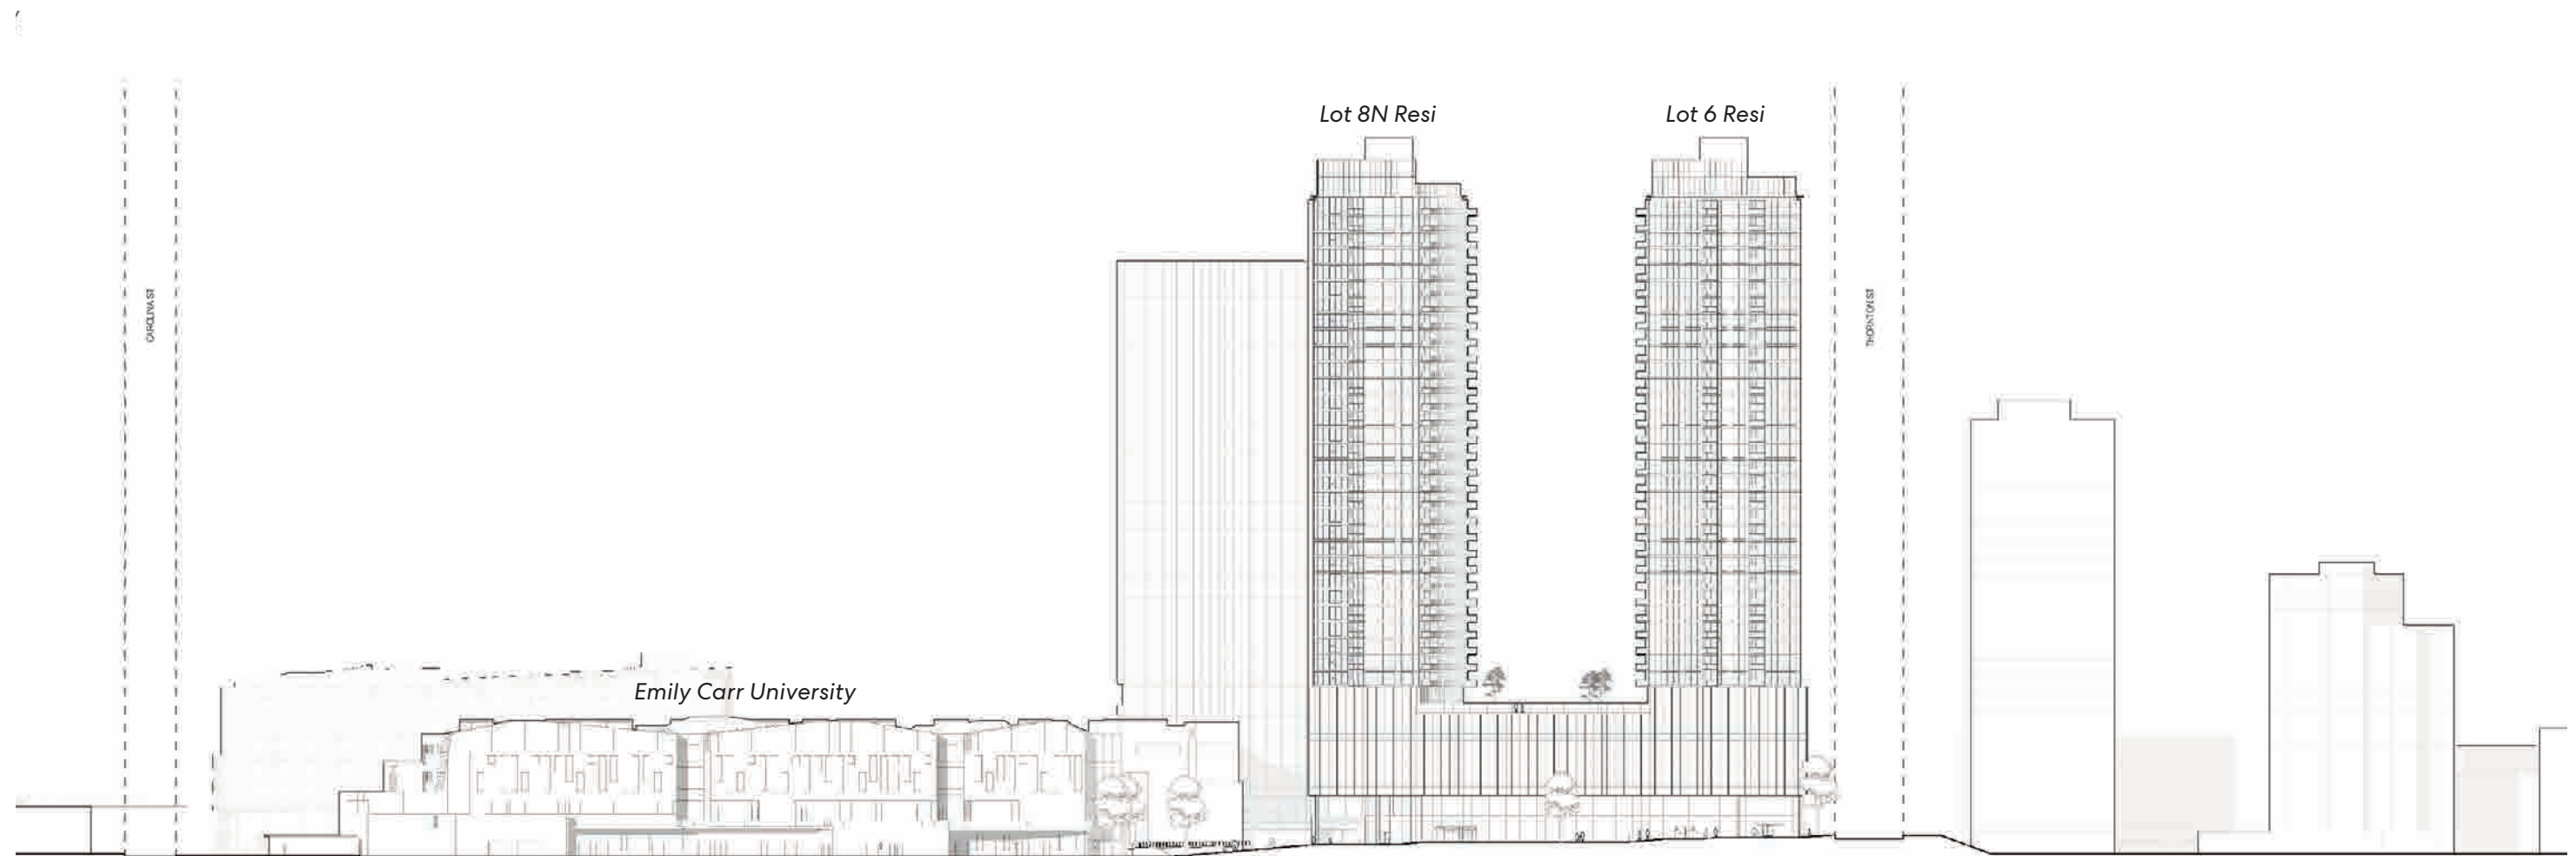 Lot 8N Resi
Lot 6 Resi
CAROLINA ST
THORNTON ST
Emily Carr University